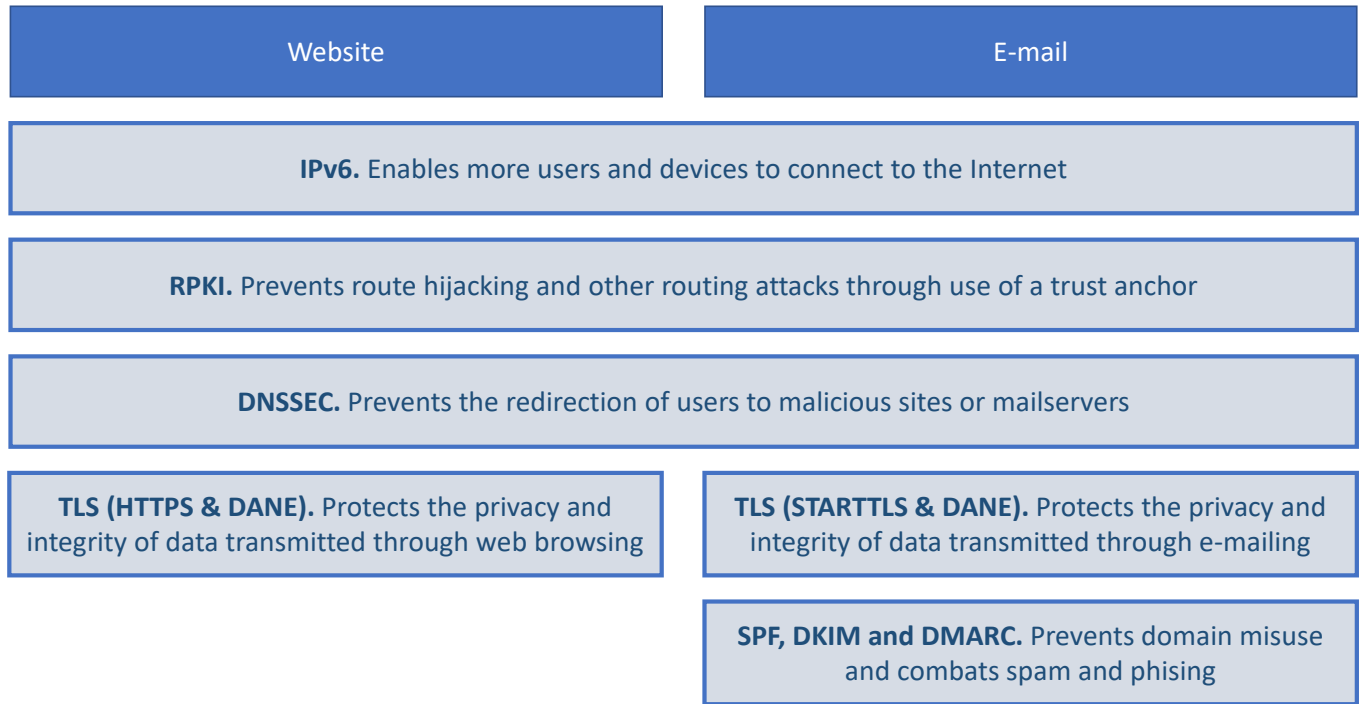 Website
E-mail
IPv6. Enables more users and devices to connect to the Internet
RPKI. Prevents route hijacking and other routing attacks through use of a trust anchor
DNSSEC. Prevents the redirection of users to malicious sites or mailservers
TLS (HTTPS & DANE). Protects the privacy and
integrity of data transmitted through web browsing
TLS (STARTTLS & DANE). Protects the privacy and
integrity of data transmitted through e-mailing
SPF, DKIM and DMARC. Prevents domain misuse
and combats spam and phising